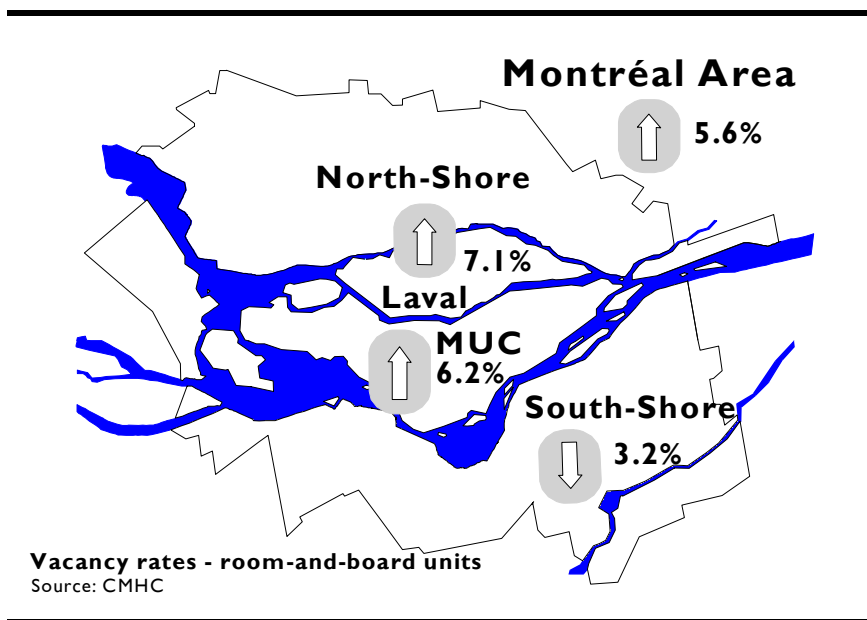 Montréal Area
5.6%
North-Shore
7.1%
Laval
MUC
6.2%
South-Shore
3.2%
Vacancy rates - room-and-board units
Source: CMHC